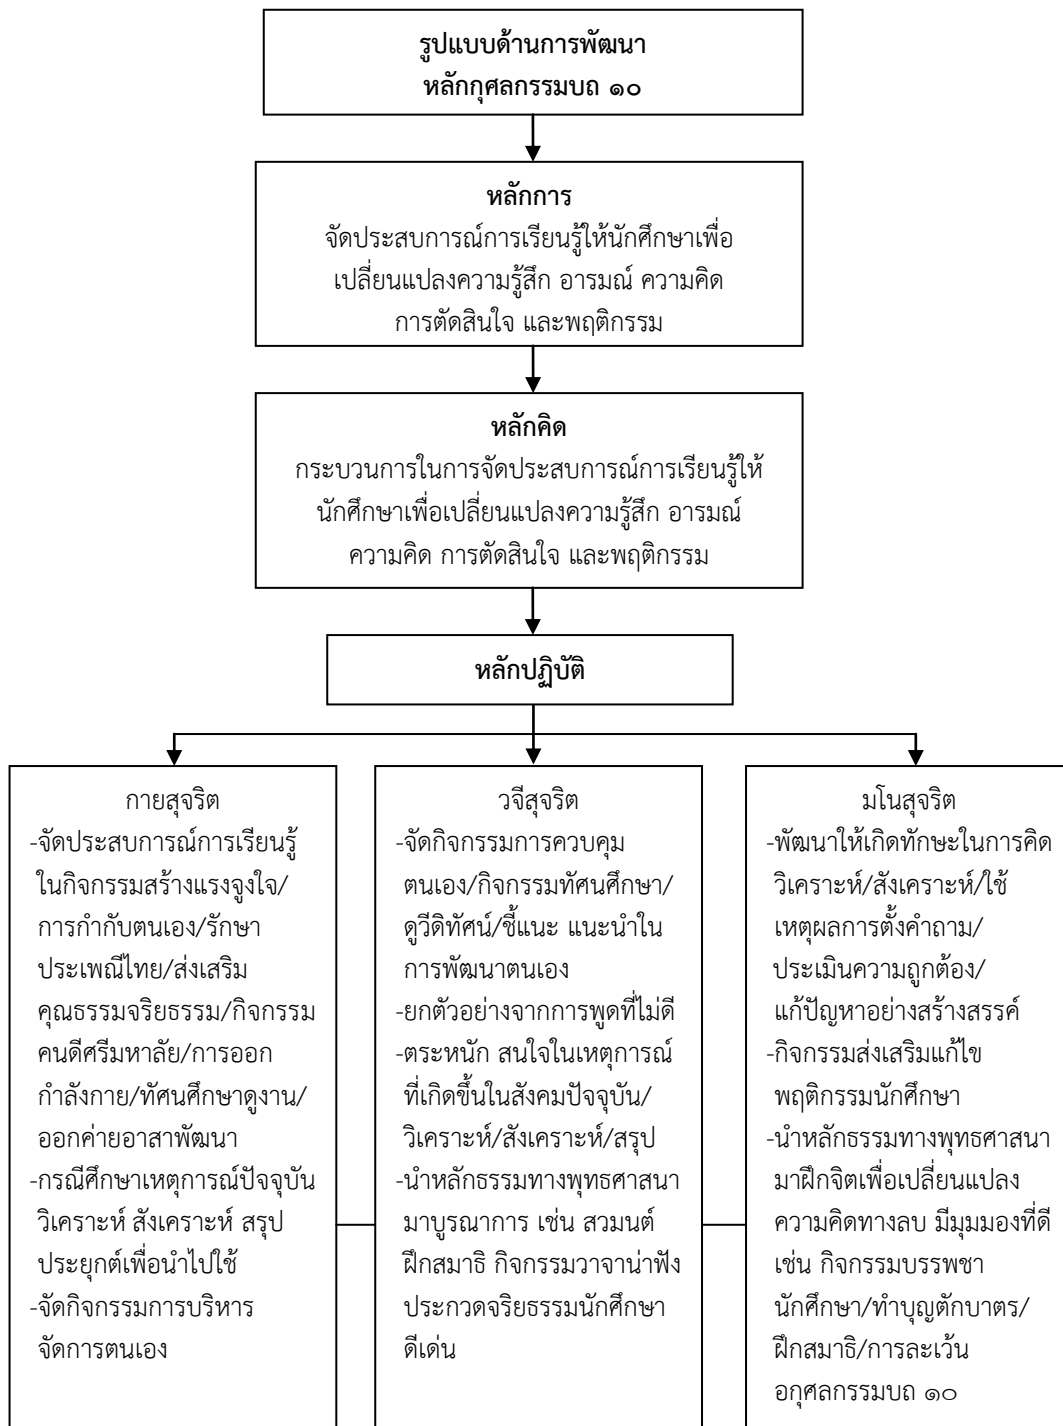 รูปแบบด้านการพัฒนา
หลักกุศลกรรมบถ ๑๐
หลักการ
จัดประสบการณ์การเรียนรู้ให้นักศึกษาเพื่อ
เปลี่ยนแปลงความรู้สึก อารมณ์ ความคิด
การตัดสินใจ และพฤติกรรม
หลักคิด
กระบวนการในการจัดประสบการณ์การเรียนรู้ให้
นักศึกษาเพื่อเปลี่ยนแปลงความรู้สึก อารมณ์
ความคิด การตัดสินใจ และพฤติกรรม
หลักปฏิบัติ
กายสุจริต
-จัดประสบการณ์การเรียนรู้
ในกิจกรรมสร้างแรงจูงใจ/
การกำกับตนเอง/รักษา
ประเพณีไทย/ส่งเสริม
คุณธรรมจริยธรรม/กิจกรรม
คนดีศรีมหาลัย/การออก
กำลังกาย/ทัศนศึกษาดูงาน/
ออกค่ายอาสาพัฒนา
-กรณีศึกษาเหตุการณ์ปัจจุบัน
วิเคราะห์ สังเคราะห์ สรุป
ประยุกต์เพื่อนำไปใช้
-จัดกิจกรรมการบริหาร
จัดการตนเอง
วจีสุจริต
-จัดกิจกรรมการควบคุม
ตนเอง/กิจกรรมทัศนศึกษา/
ดูวีดิทัศน์/ชี้แนะ แนะนำใน
การพัฒนาตนเอง
-ยกตัวอย่างจากการพูดที่ไม่ดี
-ตระหนัก สนใจในเหตุการณ์
ที่เกิดขึ้นในสังคมปัจจุบัน/
วิเคราะห์/สังเคราะห์/สรุป
-นำหลักธรรมทางพุทธศาสนา
มาบูรณาการ เช่น สวมนต์
ฝึกสมาธิ กิจกรรมวาจาน่าฟัง
ประกวดจริยธรรมนักศึกษา
ดีเด่น
มโนสุจริต
-พัฒนาให้เกิดทักษะในการคิด
วิเคราะห์/สังเคราะห์/ใช้
เหตุผลการตั้งคำถาม/
ประเมินความถูกต้อง/
แก้ปัญหาอย่างสร้างสรรค์
-กิจกรรมส่งเสริมแก้ไข
พฤติกรรมนักศึกษา
-นำหลักธรรมทางพุทธศาสนา
มาฝึกจิตเพื่อเปลี่ยนแปลง
ความคิดทางลบ มีมุมมองที่ดี
เช่น กิจกรรมบรรพชา
นักศึกษา/ทำบุญตักบาตร/
ฝึกสมาธิ/การละเว้น
อกุศลกรรมบถ ๑๐